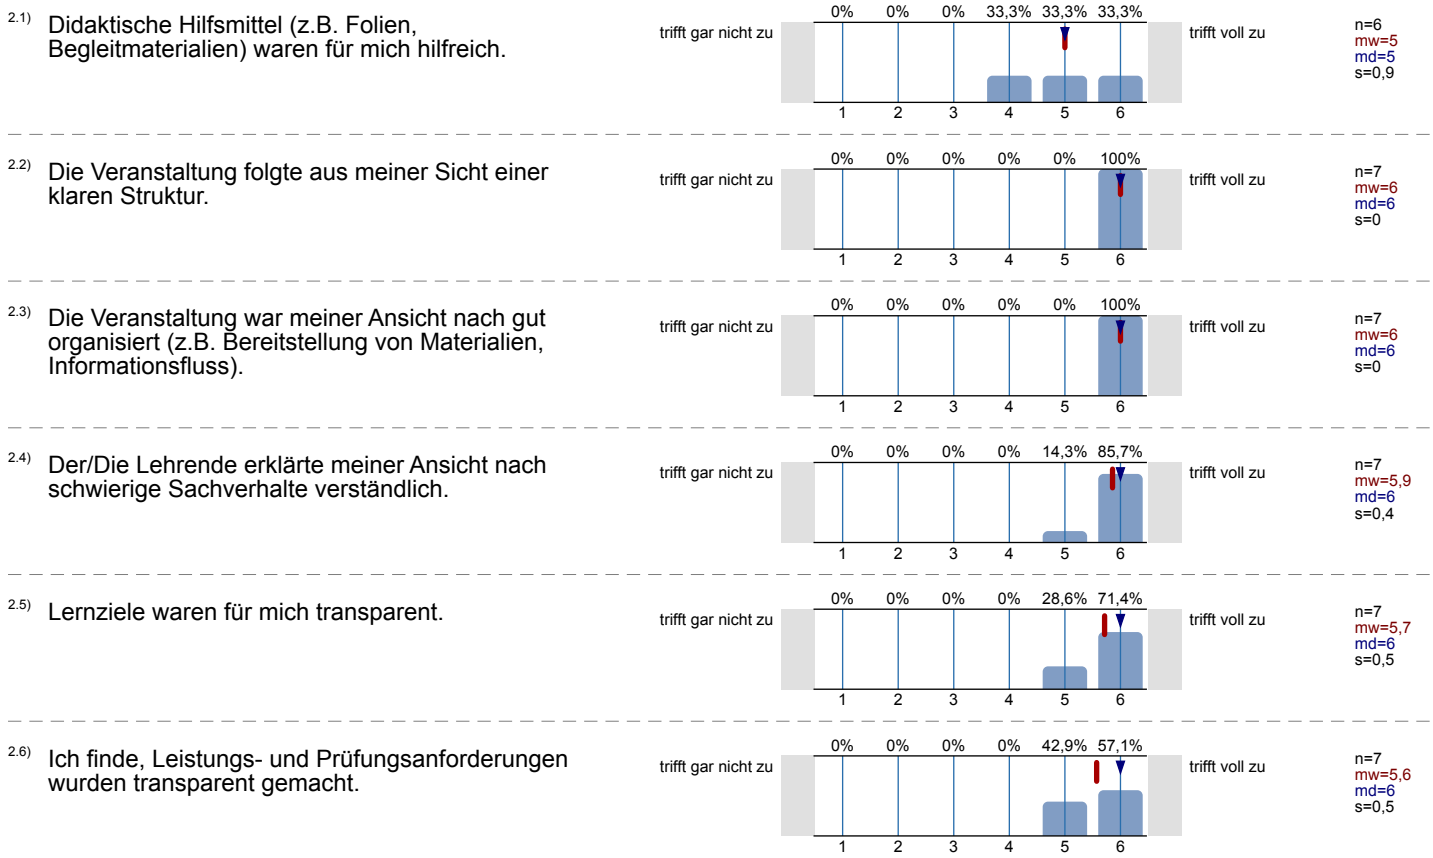 2.1) Didaktische Hilfsmittel (z.B. Folien,
Begleitmaterialien) waren für mich hilfreich.
trifft gar nicht zu
0% 0% 0% 33,3% 33,3% 33,3%
1 2 3 4 5 6
trifft voll zu
n=6
mw=5
md=5
s=0,9
2.2) Die Veranstaltung folgte aus meiner Sicht einer
klaren Struktur.
trifft gar nicht zu
0% 0% 0% 0% 0% 100%
1 2 3 4 5 6
trifft voll zu
n=7
mw=6
md=6
s=0
2.3) Die Veranstaltung war meiner Ansicht nach gut
organisiert (z.B. Bereitstellung von Materialien,
Informationsfluss).
trifft gar nicht zu
0% 0% 0% 0% 0% 100%
1 2 3 4 5 6
trifft voll zu
n=7
mw=6
md=6
s=0
2.4) Der/Die Lehrende erklärte meiner Ansicht nach
schwierige Sachverhalte verständlich.
trifft gar nicht zu
0% 0% 0% 0% 14,3% 85,7%
1 2 3 4 5 6
trifft voll zu
n=7
mw=5,9
md=6
s=0,4
2.5) Lernziele waren für mich transparent.
trifft gar nicht zu
0% 0% 0% 0% 28,6% 71,4%
1 2 3 4 5 6
trifft voll zu
n=7
mw=5,7
md=6
s=0,5
2.6) Ich finde, Leistungs- und Prüfungsanforderungen
wurden transparent gemacht.
trifft gar nicht zu
0% 0% 0% 0% 42,9% 57,1%
1 2 3 4 5 6
trifft voll zu
n=7
mw=5,6
md=6
s=0,5